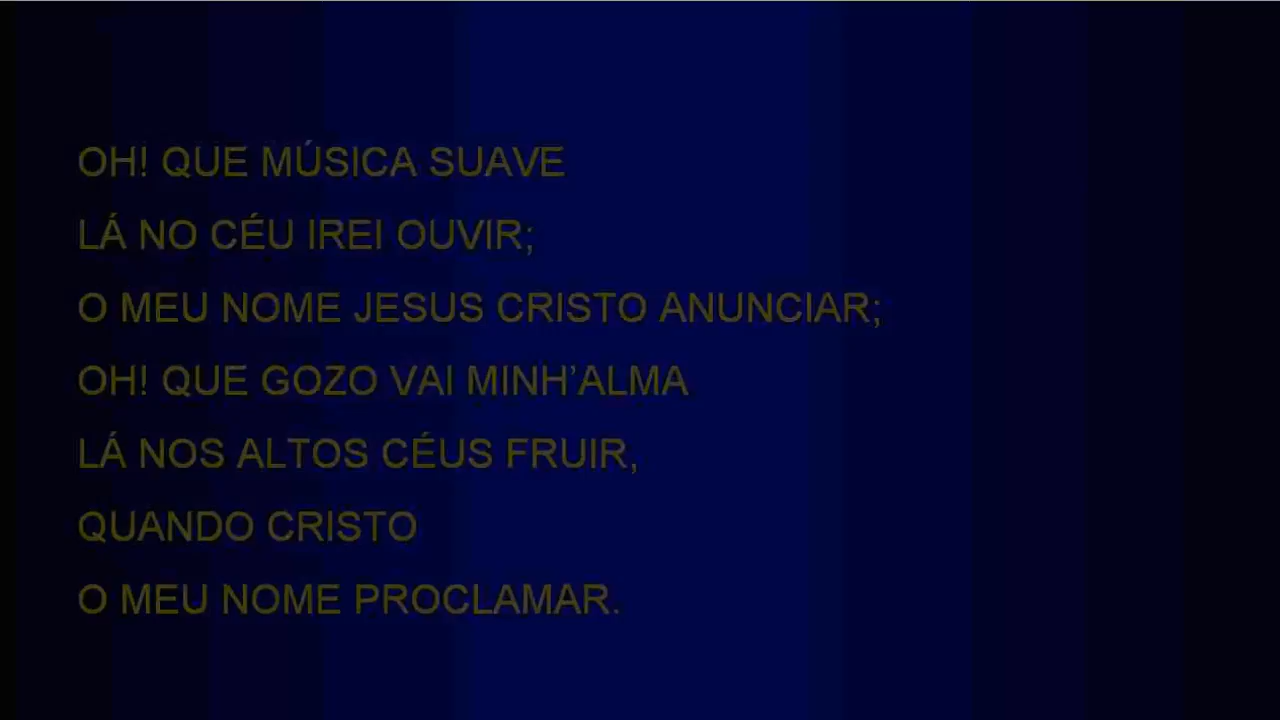 OH! QUE MÚSICA SUAVE
LÁ NO CÉU IREI OUVIR;
O MEU NOME JESUS CRISTO ANUNCIAR;
OH! QUE GOZO VAI MINH’ALMA
LÁ NOS ALTOS CÉUS FRUIR,
QUANDO CRISTO
O MEU NOME PROCLAMAR.